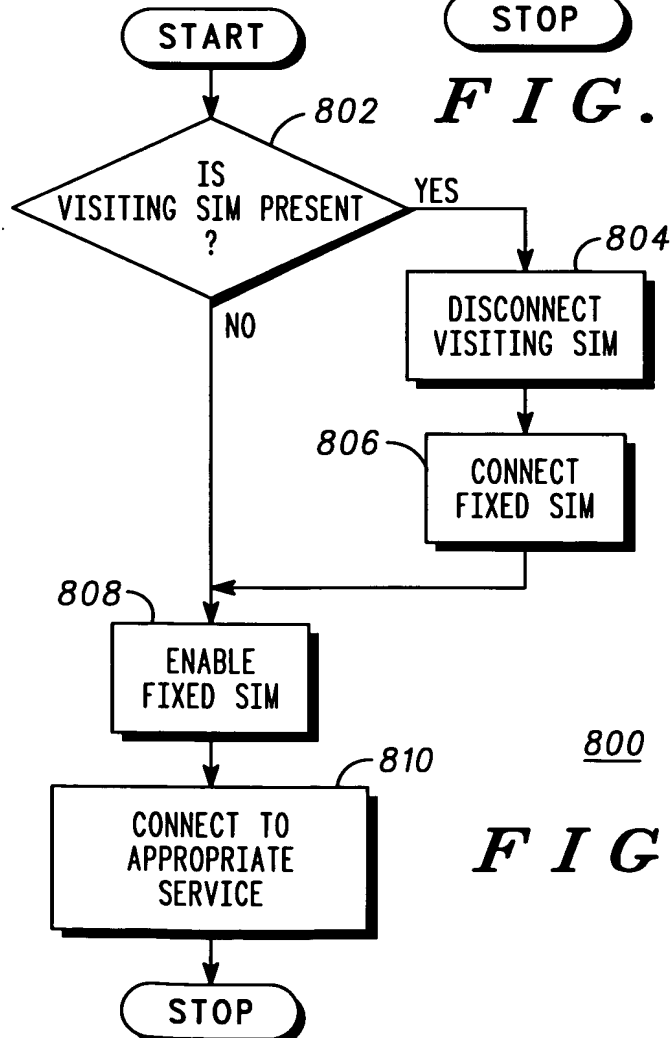 START
STOP
F I G .
802
IS
VISITING SIM PRESENT
?
YES
804
NO
DISCONNECT
VISITING SIM
806
CONNECT
FIXED SIM
808
ENABLE
FIXED SIM
800
810
CONNECT TO
APPROPRIATE
SERVICE
F I G
STOP